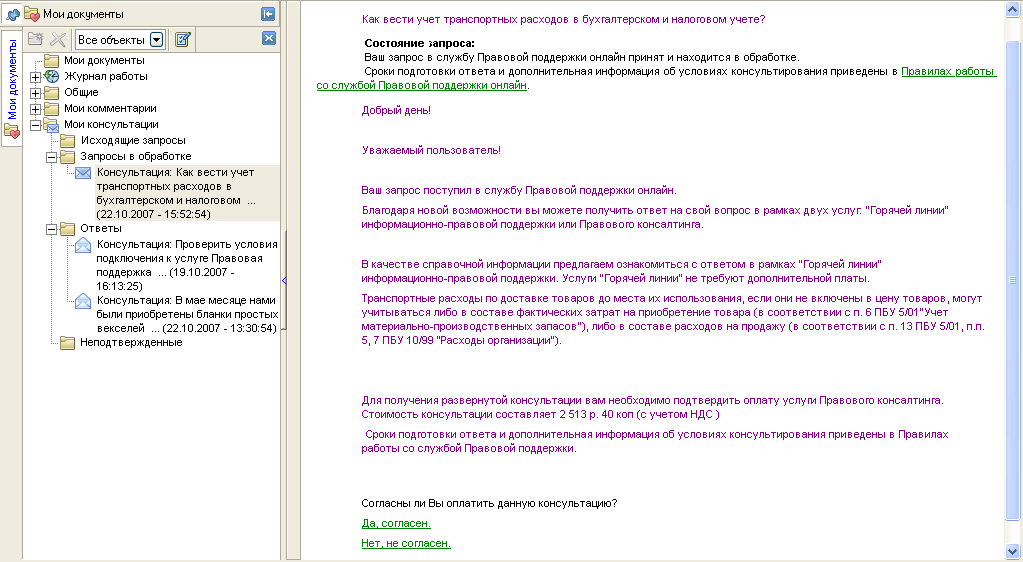 Мои документы
Все объекты
Мои документы
Мои документы
Журнал работы
Общие
Мои комментарии
Мои консультации
Исходящие запросы
Запросы в обработке
Консультация: Как вести учет
транспортных расходов в
бухгалтерском и налоговом ...
(22.10.2007 - 15:52:54)
Ответы
Консультация: Проверить условия
подключения к услуге Правовая
поддержка ... (19.10.2007 -
16:13:25)
Консультация: В мае месяце нами
были приобретены бланки простых
векселей ... (22.10.2007 - 13:30:54)
Неподтвержденные
Как вести учет транспортных расходов в бухгалтерском и налоговом учете?
Состояние запроса:
Ваш запрос в службу Правовой поддержки онлайн принят и находится в обработке.
Сроки подготовки ответа и дополнительная информация об условиях консультирования приведены в Правилах работы
со службой Правовой поддержки онлайн.
Добрый день!
Уважаемый пользователь!
Ваш запрос поступил в службу Правовой поддержки онлайн.
Благодаря новой возможности вы можете получить ответ на свой вопрос в рамках двух услуг: "Горячей линии"
информационно-правовой поддержки или Правового консалтинга.
В качестве справочной информации предлагаем ознакомиться с ответом в рамках "Горячей линии"
информационно-правовой поддержки. Услуги "Горячей линии" не требуют дополнительной платы.
Транспортные расходы по доставке товаров до места их использования, если они не включены в цену товаров, могут
учитываться либо в составе фактических затрат на приобретение товара (в соответствии с п. 6 ПБУ 5/01"Учет
материально-производственных запасов"), либо в составе расходов на продажу (в соответствии с п. 13 ПБУ 5/01, п.п.
5, 7 ПБУ 10/99 "Расходы организации").
Для получения развернутой консультации вам необходимо подтвердить оплату услуги Правового консалтинга.
Стоимость консультации составляет 2 513 р. 40 коп (с учетом НДС )
Сроки подготовки ответа и дополнительная информация об условиях консультирования приведены в Правилах
работы со службой Правовой поддержки.
Согласны ли Вы оплатить данную консультацию?
Да, согласен.
Нет, не согласен.